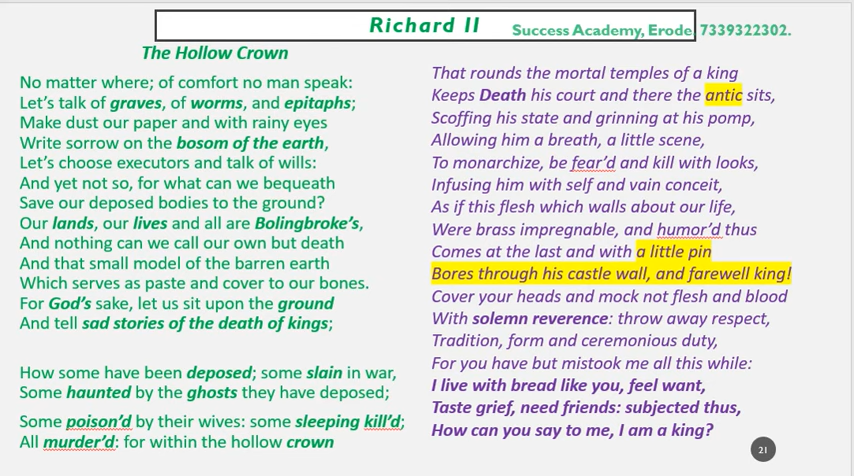 Richard II
Success Academy, Erode, 7339322302.
The Hollow Crown
No matter where; of comfort no man speak:
Let's talk of graves, of worms, and epitaphs;
Make dust our paper and with rainy eyes
Write sorrow on the bosom of the earth,
Let's choose executors and talk of wills:
And yet not so, for what can we bequeath
Save our deposed bodies to the ground?
Our lands, our lives and all are Bolingbroke's,
And nothing can we call our own but death
And that small model of the barren earth
Which serves as paste and cover to our bones.
For God's sake, let us sit upon the ground
And tell sad stories of the death of kings;
How some have been deposed; some slain in war,
Some haunted by the ghosts they have deposed;
Some poison'd by their wives: some sleeping kill'd;
All murder'd: for within the hollow crown
That rounds the mortal temples of a king
Keeps Death his court and there the antic sits,
Scoffing his state and grinning at his pomp,
Allowing him a breath, a little scene,
To monarchize, be fear'd and kill with looks,
Infusing him with self and vain conceit,
As if this flesh which walls about our life,
Were brass impregnable, and humor'd thus
Comes at the last and with a little pin
Bores through his castle wall, and farewell king!
Cover your heads and mock not flesh and blood
With solemn reverence: throw away respect,
Tradition, form and ceremonious duty,
For you have but mistook me all this while:
I live with bread like you, feel want,
Taste grief, need friends: subjected thus,
How can you say to me, I am a king?
21